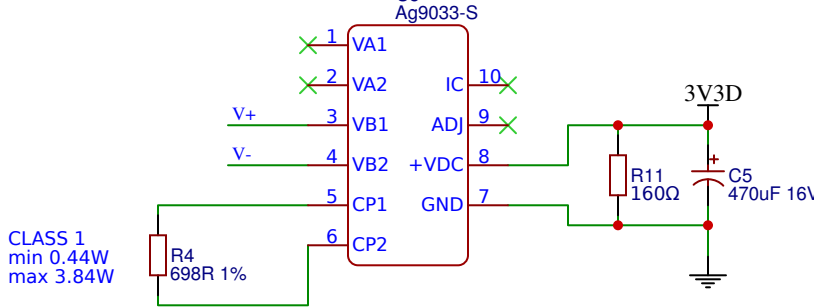 Ag9033-S
1 VA1
2 VA2
IC 10
3V3D
V+ 3 VB1
ADJ 9
V- 4 VB2
+VDC 8
R11
160Ω
C5
470uF 16V
5 CP1
GND 7
6 CP2
CLASS 1
min 0.44W
max 3.84W
R4
698R 1%
+